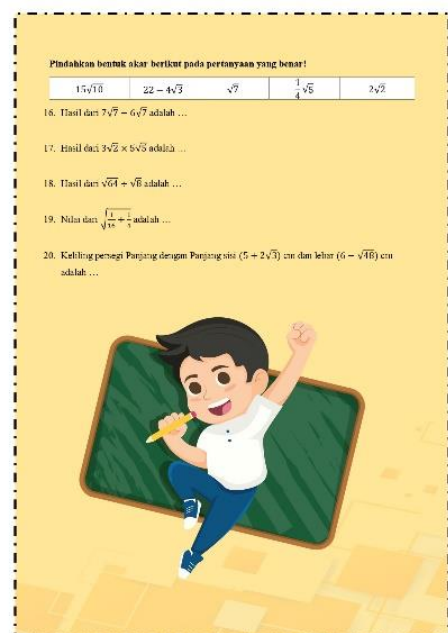 Pindahkan bentuk akar berikut pada pertanyaan yang benar!
15√10 22 − 4√3 √7 1/4√5 2√2
16. Hasil dari 7√7 − 6√7 adalah …
17. Hasil dari 3√2 × 5√5 adalah …
18. Hasil dari √64 ÷ √8 adalah …
19. Nilai dari √(1/16 + 1/4) adalah …
20. Keliling persegi Panjang dengan Panjang sisi (5 + 2√3) cm dan lebar (6 − √48) cm
adalah …